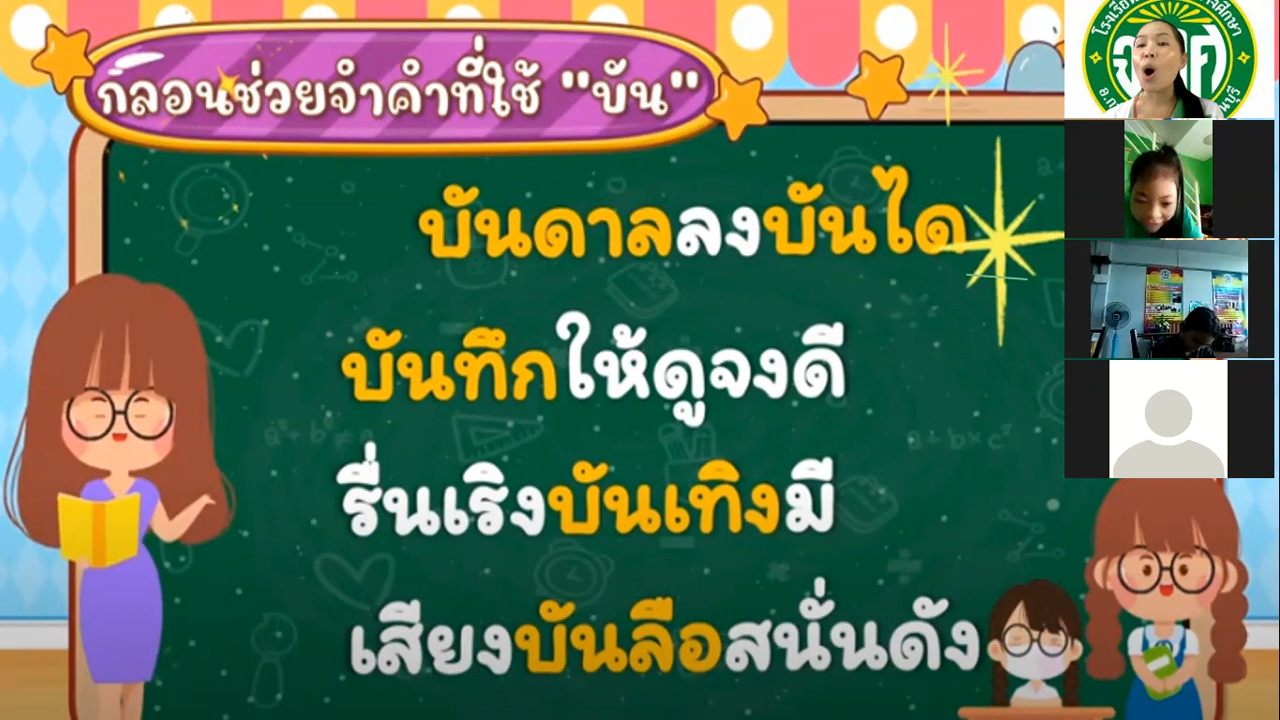 กลอนช่วยจำคำที่ใช้ "บัน"
บันดาลลงบันได
บันทึกให้ดูจงดี
รื่นเริงบันเทิงมี
เสียงบันลือสนั่นดัง